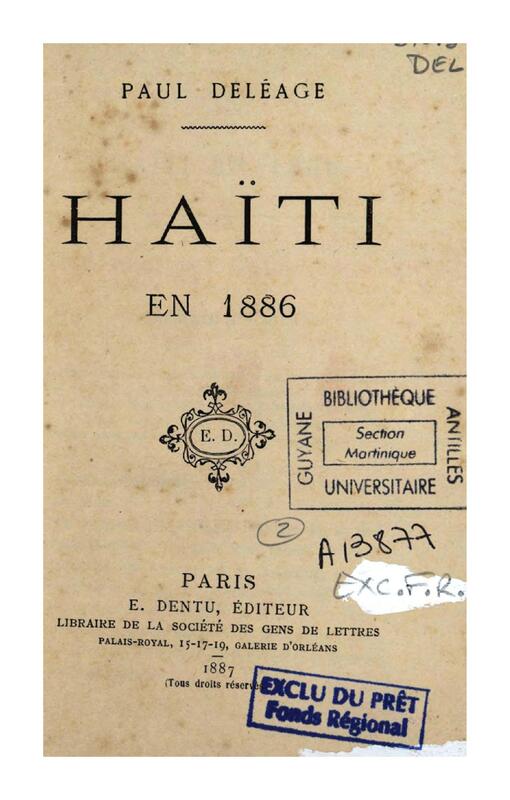 DEL
PAUL DELÉAGE
HAÏTI
EN 1886
E. D.
BIBLIOTHÈQUE
GUYANE
Section
Martinique
ANTILLES
UNIVERSITAIRE
2
A13877
EXC.F.R.
PARIS
E. DENTU, ÉDITEUR
LIBRAIRE DE LA SOCIÉTÉ DES GENS DE LETTRES
PALAIS-ROYAL, 15-17-19, GALERIE D'ORLÉANS
1887
(Tous droits réservé
EXCLU DU PRÊT
Fonds Régional